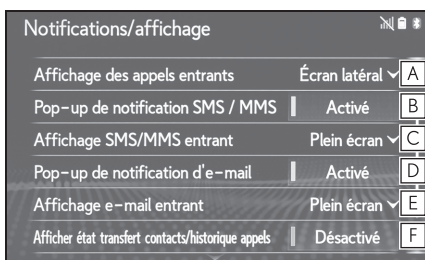 Notifications/affichage
Affichage des appels entrants Écran latéral A
Pop-up de notification SMS / MMS Activé B
Affichage SMS/MMS entrant Plein écran C
Pop-up de notification d'e-mail Activé D
Affichage e-mail entrant Plein écran E
Afficher état transfert contacts/historique appels Désactivé F